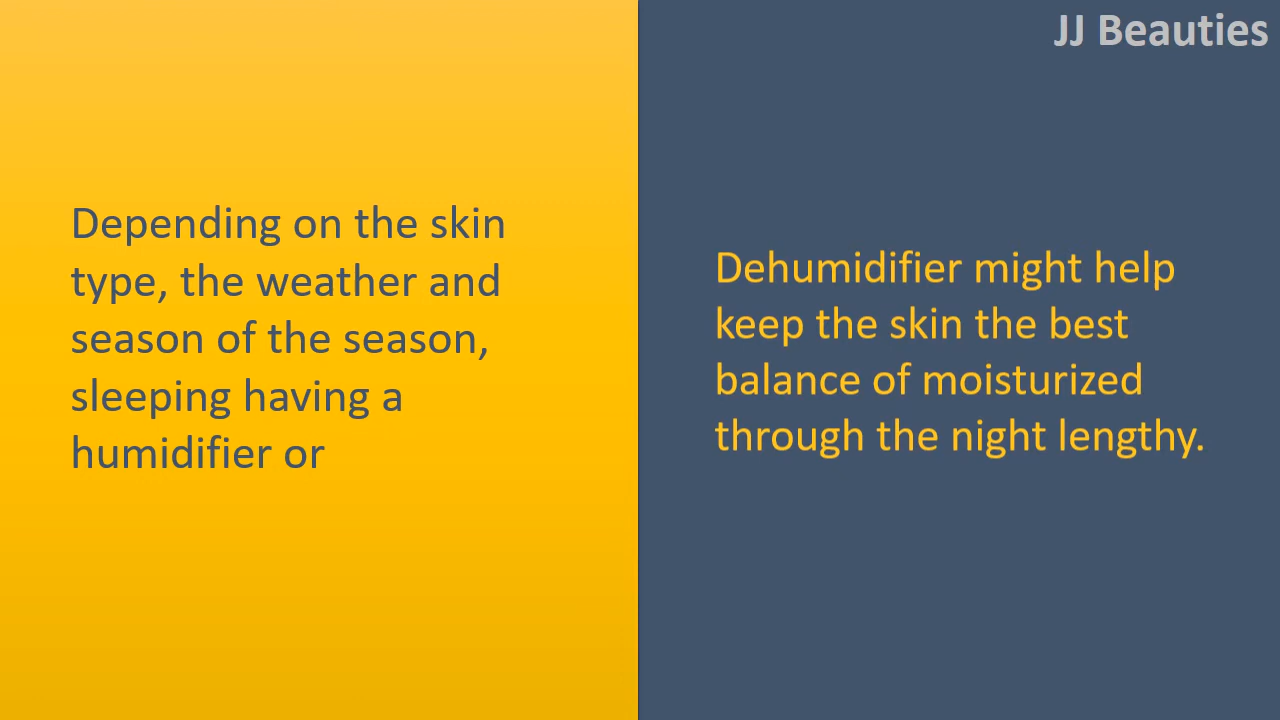 JJ Beauties
Depending on the skin
type, the weather and
season of the season,
sleeping having a
humidifier or
Dehumidifier might help
keep the skin the best
balance of moisturized
through the night lengthy.